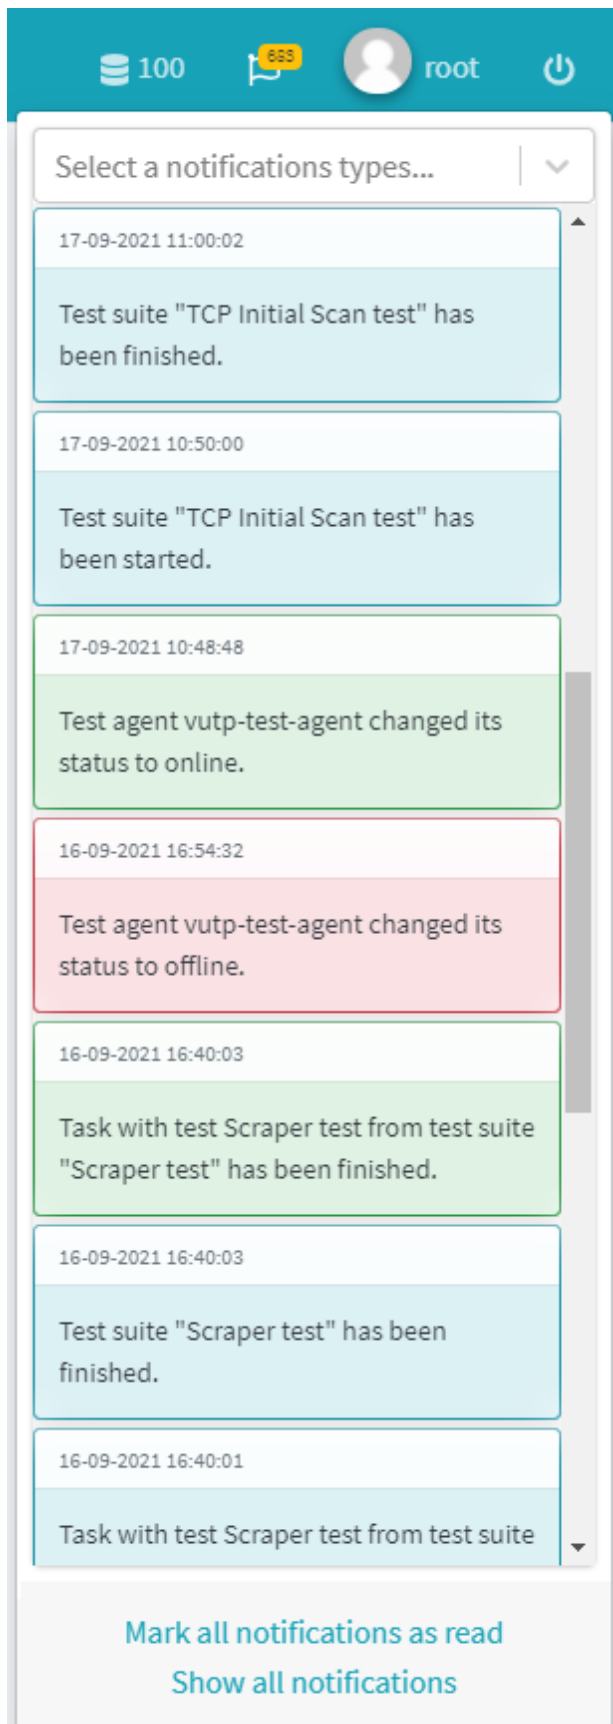 100
root
Select a notifications types...
17-09-2021 11:00:02
Test suite "TCP Initial Scan test" has
been finished.
17-09-2021 10:50:00
Test suite "TCP Initial Scan test" has
been started.
17-09-2021 10:48:48
Test agent vutp-test-agent changed its
status to online.
16-09-2021 16:54:32
Test agent vutp-test-agent changed its
status to offline.
16-09-2021 16:40:03
Task with test Scraper test from test suite
"Scraper test" has been finished.
16-09-2021 16:40:03
Test suite "Scraper test" has been
finished.
16-09-2021 16:40:01
Task with test Scraper test from test suite
Mark all notifications as read
Show all notifications